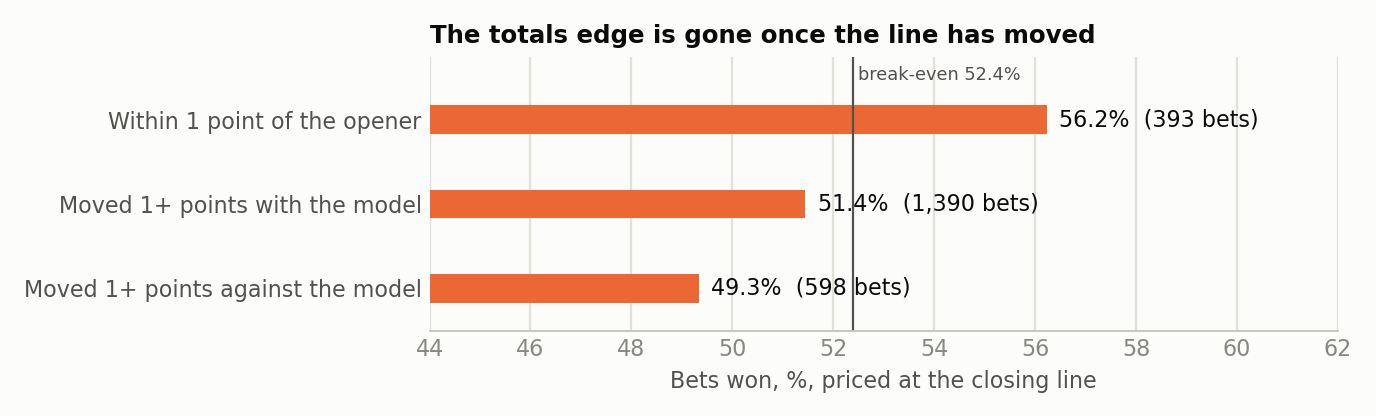 The totals edge is gone once the line has moved
break-even 52.4%
Within 1 point of the opener
56.2% (393 bets)
Moved 1+ points with the model
51.4% (1,390 bets)
Moved 1+ points against the model
49.3% (598 bets)
44 46 48 50 52 54 56 58 60 62
Bets won, %, priced at the closing line